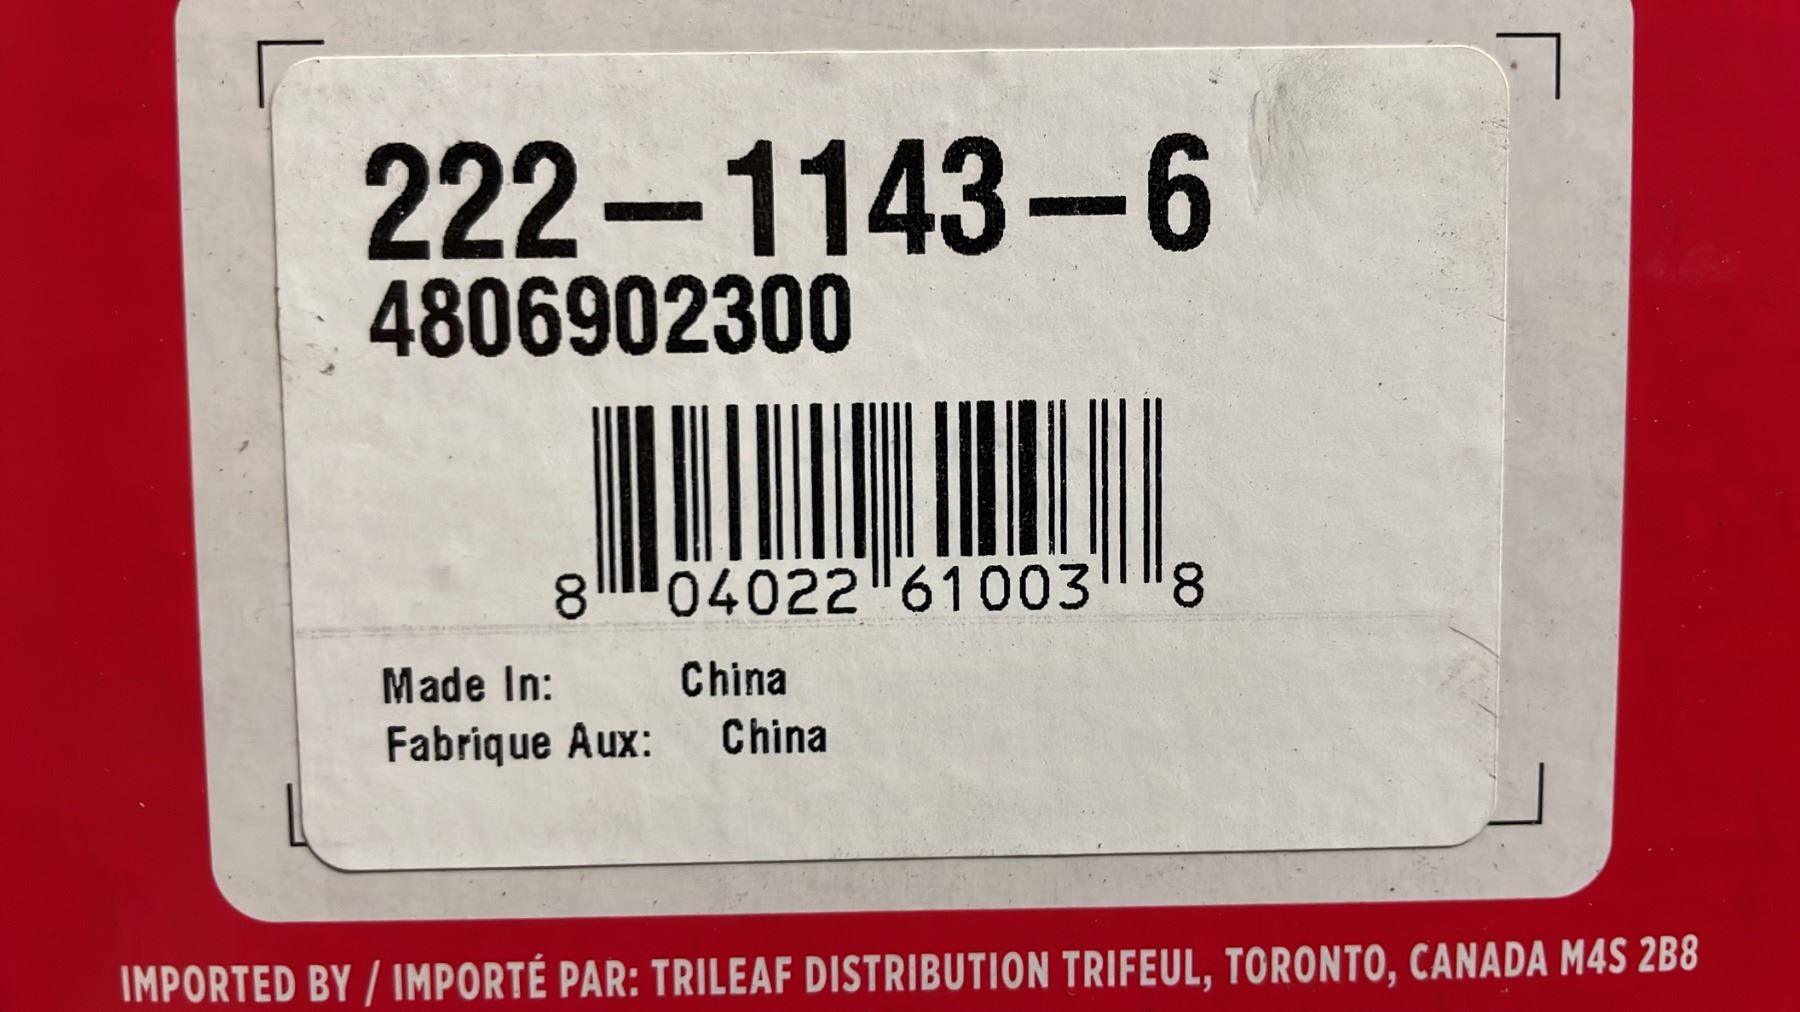 222-1143-6
4806902300
8 04022 61003 8
Made In: China
Fabrique Aux: China
IMPORTED BY / IMPORTÉ PAR: TRILEAF DISTRIBUTION TRIFEUL, TORONTO, CANADA M4S 2B8